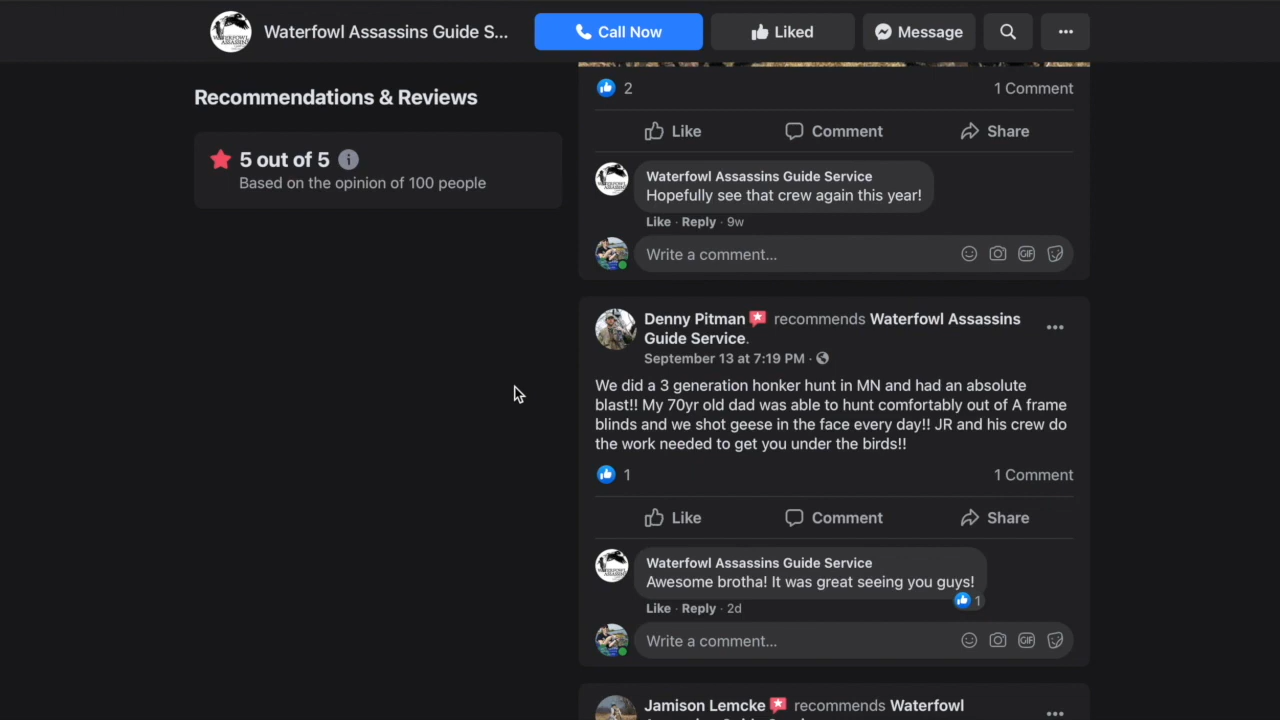 Waterfowl Assassins Guide S...
Call Now
Liked
Message
Recommendations & Reviews
5 out of 5
Based on the opinion of 100 people
2
1 Comment
Like
Comment
Share
Waterfowl Assassins Guide Service
Hopefully see that crew again this year!
Like · Reply · 9w
Write a comment...
GIF
Denny Pitman recommends Waterfowl Assassins
Guide Service.
September 13 at 7:19 PM ·
We did a 3 generation honker hunt in MN and had an absolute
blast!! My 70yr old dad was able to hunt comfortably out of A frame
blinds and we shot geese in the face every day!! JR and his crew do
the work needed to get you under the birds!!
1
1 Comment
Like
Comment
Share
Waterfowl Assassins Guide Service
Awesome brotha! It was great seeing you guys!
1
Like · Reply · 2d
Write a comment...
GIF
Jamison Lemcke recommends Waterfowl